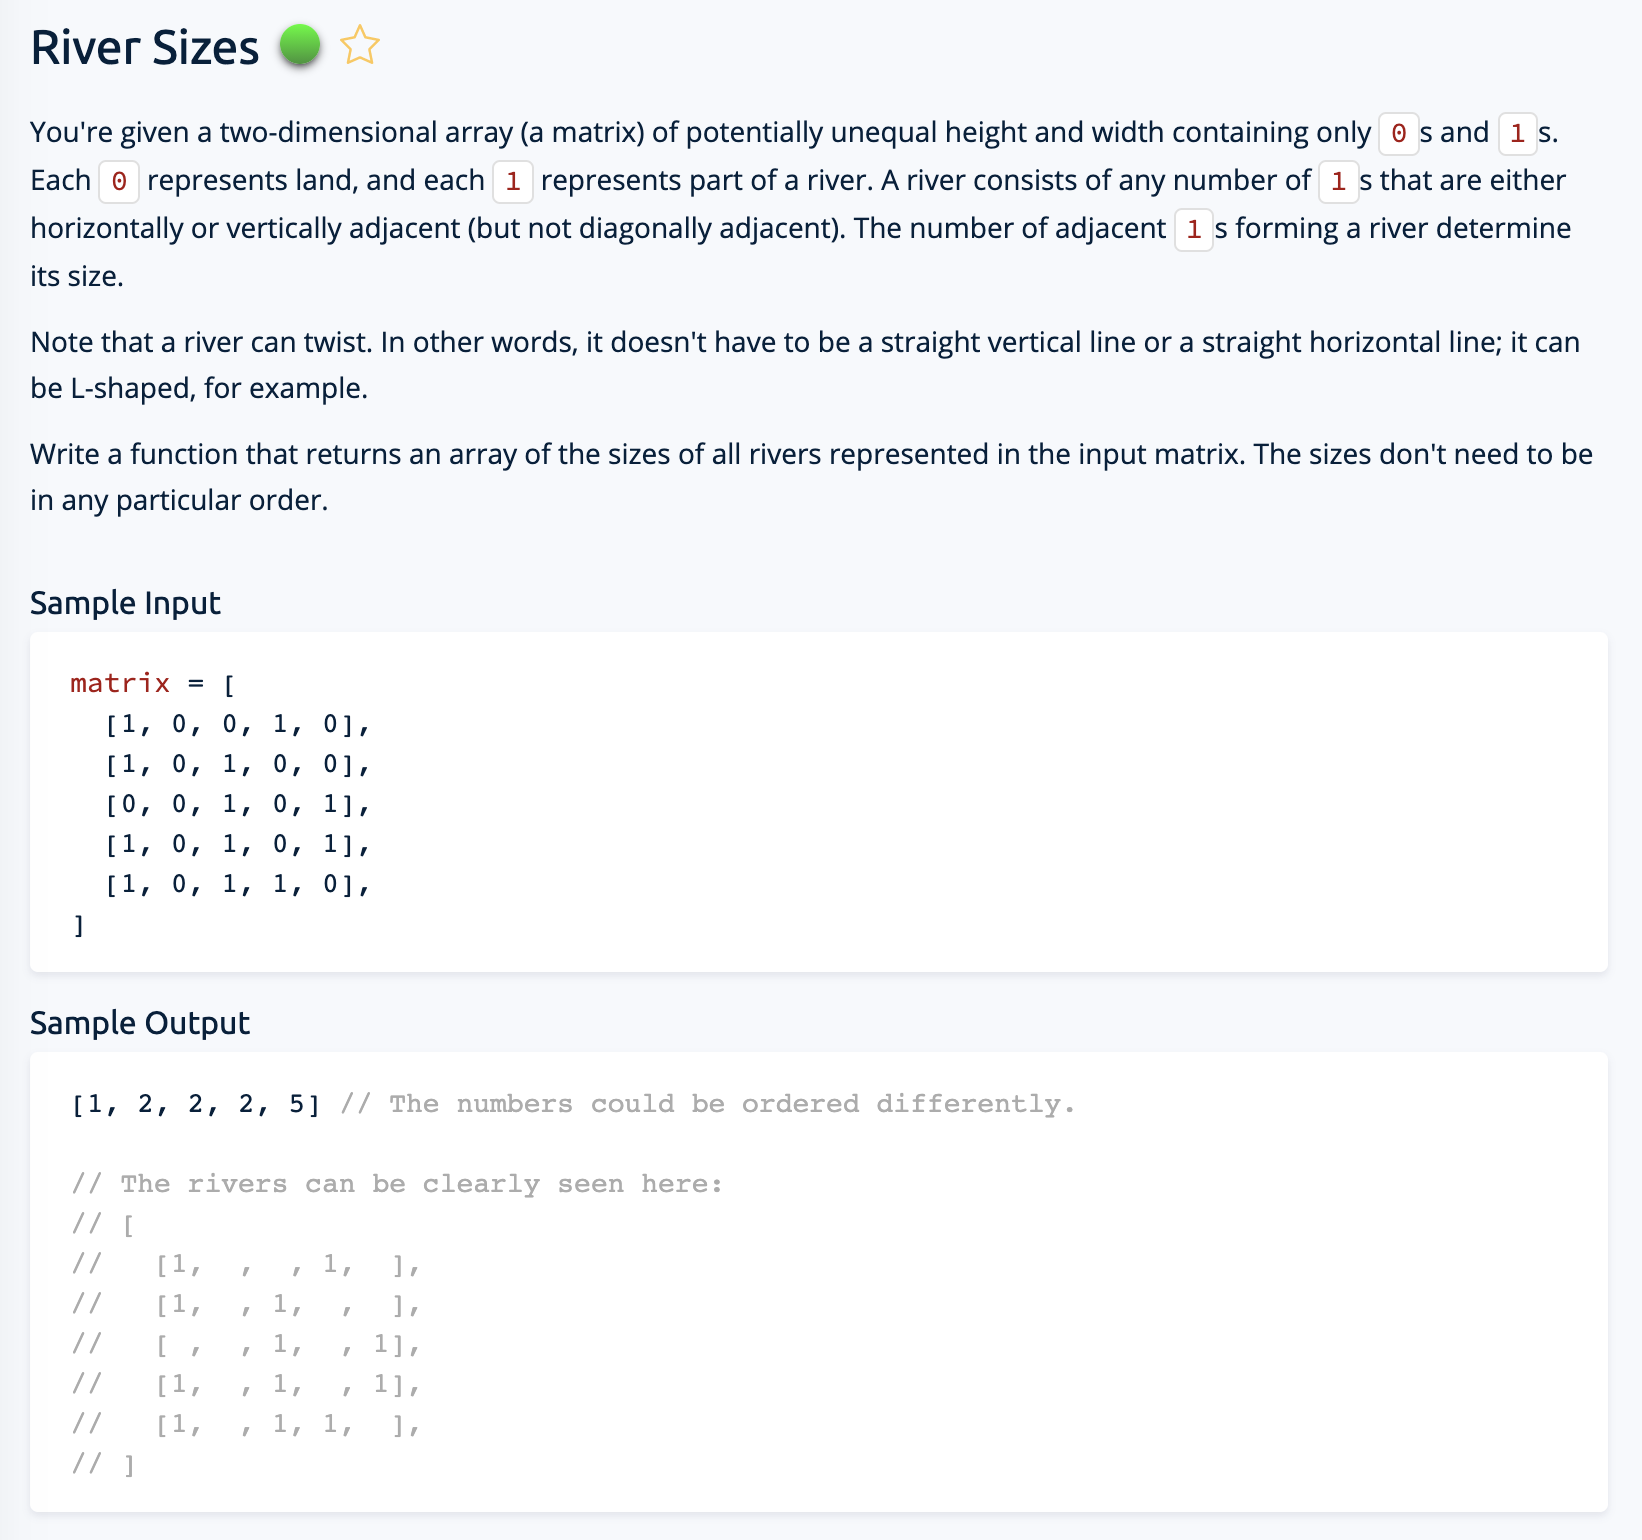 River Sizes
You're given a two-dimensional array (a matrix) of potentially unequal height and width containing only 0s and 1s.
Each 0 represents land, and each 1 represents part of a river. A river consists of any number of 1s that are either
horizontally or vertically adjacent (but not diagonally adjacent). The number of adjacent 1s forming a river determine
its size.
Note that a river can twist. In other words, it doesn't have to be a straight vertical line or a straight horizontal line; it can
be L-shaped, for example.
Write a function that returns an array of the sizes of all rivers represented in the input matrix. The sizes don't need to be
in any particular order.
Sample Input
matrix = [
  [1, 0, 0, 1, 0],
  [1, 0, 1, 0, 0],
  [0, 0, 1, 0, 1],
  [1, 0, 1, 0, 1],
  [1, 0, 1, 1, 0],
]
Sample Output
[1, 2, 2, 2, 5] // The numbers could be ordered differently.
// The rivers can be clearly seen here:
// [
//   [1,  ,  , 1,  ],
//   [1,  , 1,  ,  ],
//   [ ,  , 1,  , 1],
//   [1,  , 1,  , 1],
//   [1,  , 1, 1,  ],
// ]